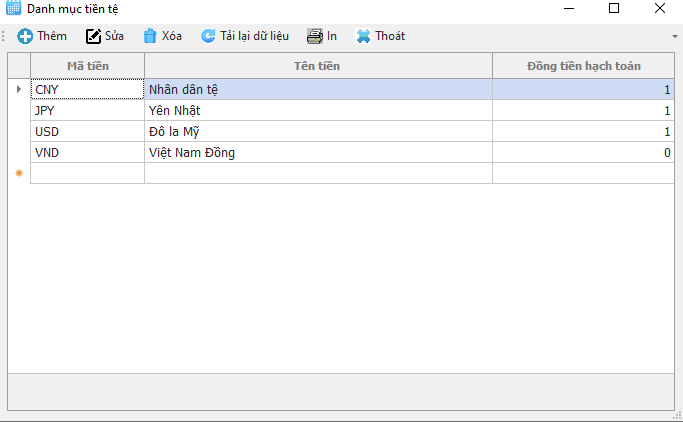 Danh mục tiền tệ
Thêm Sửa Xóa Tải lại dữ liệu In Thoát
Mã tiền Tên tiền Đồng tiền hạch toán
CNY Nhân dân tệ 1
JPY Yên Nhật 1
USD Đô la Mỹ 1
VND Việt Nam Đồng 0